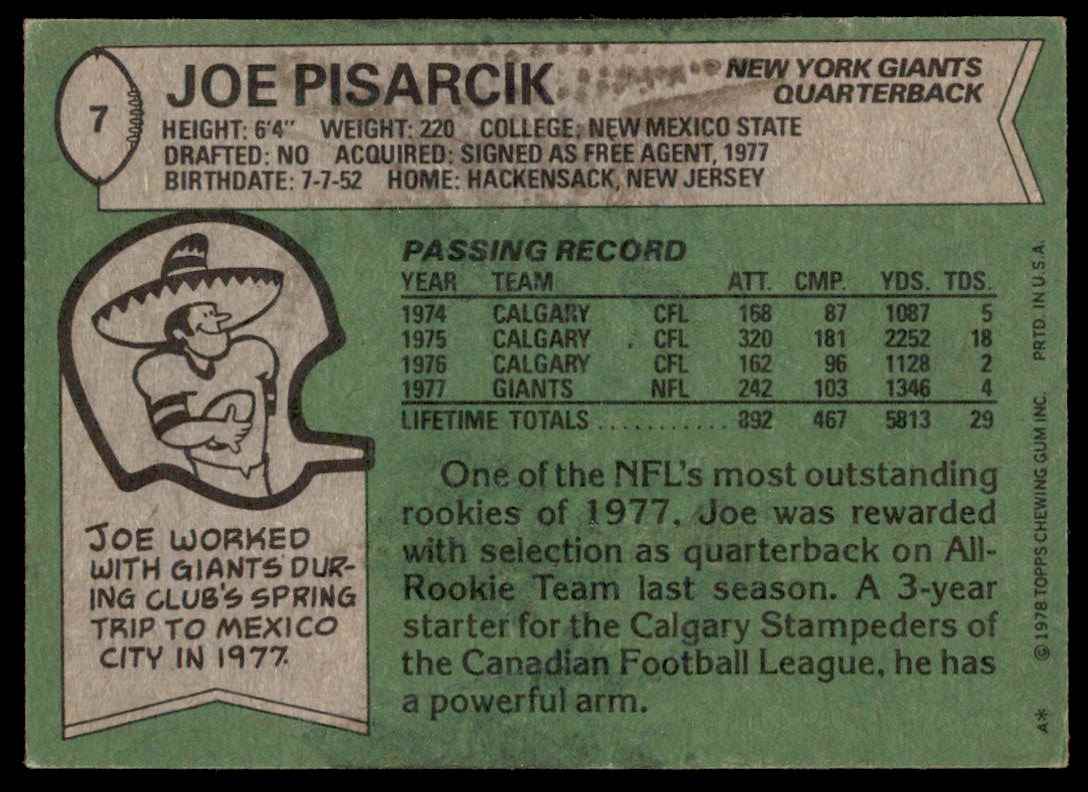 7
JOE PISARCIK
NEW YORK GIANTS
QUARTERBACK
HEIGHT: 6'4" WEIGHT: 220 COLLEGE: NEW MEXICO STATE
DRAFTED: NO ACQUIRED: SIGNED AS FREE AGENT, 1977
BIRTHDATE: 7-7-52 HOME: HACKENSACK, NEW JERSEY
PASSING RECORD
YEAR TEAM ATT. CMP. YDS. TDS.
1974 CALGARY CFL 168 87 1087 5
1975 CALGARY CFL 320 181 2252 18
1976 CALGARY CFL 162 96 1128 2
1977 GIANTS NFL 242 103 1346 4
LIFETIME TOTALS ........... 892 467 5813 29
One of the NFL's most outstanding
rookies of 1977, Joe was rewarded
with selection as quarterback on All-
Rookie Team last season. A 3-year
starter for the Calgary Stampeders of
the Canadian Football League, he has
a powerful arm.
JOE WORKED
WITH GIANTS DUR-
ING CLUB'S SPRING
TRIP TO MEXICO
CITY IN 1977.
A* © 1978 TOPPS CHEWING GUM INC. PRTD. IN U.S.A.